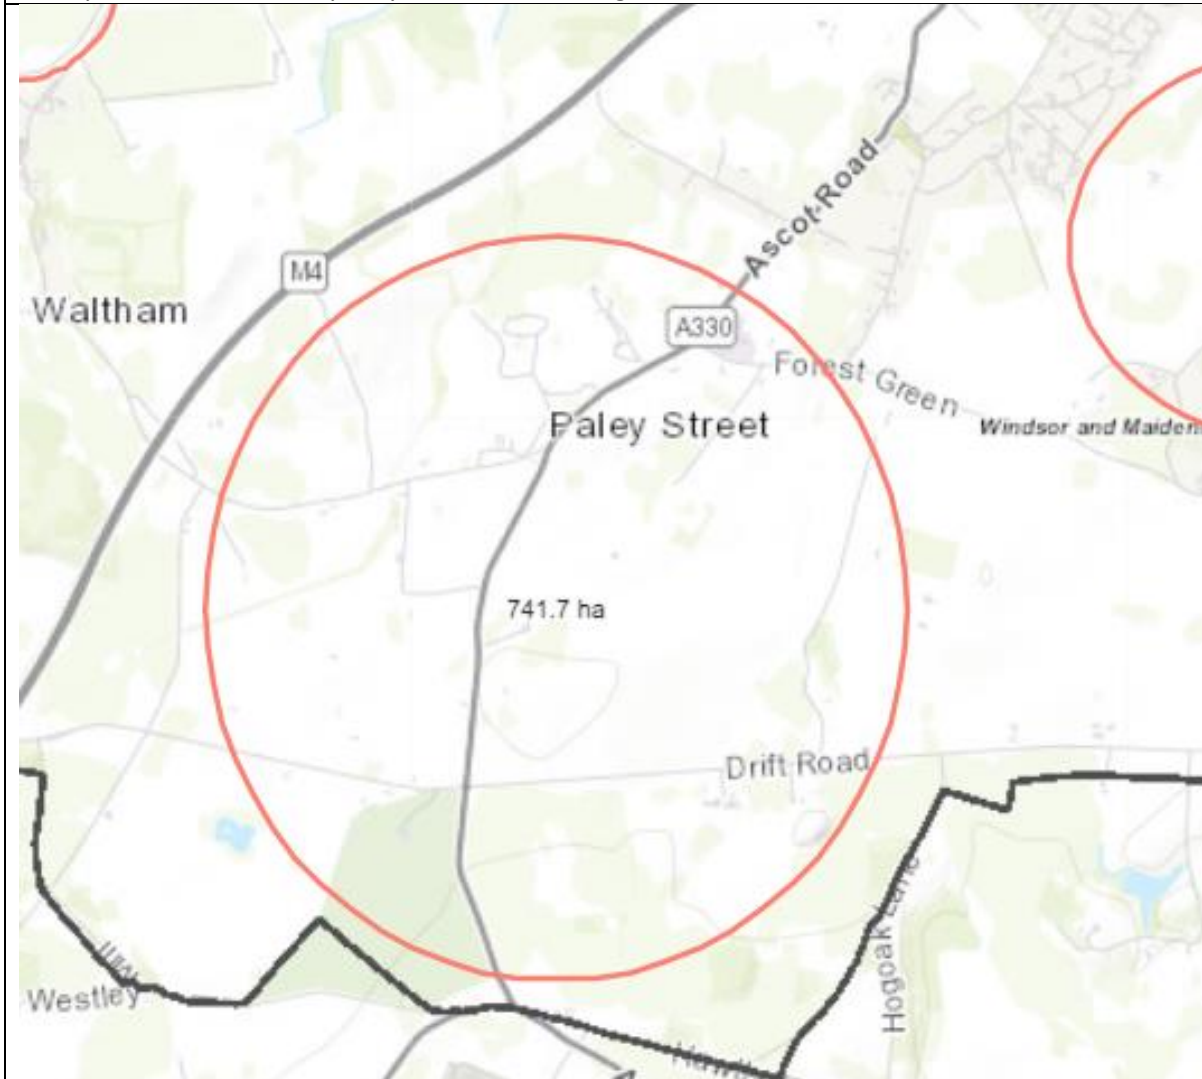 M4
Ascot-Road
Waltham
A330
Forest Green
Paley Street
Windsor and Maiden
741.7 ha
Drift Road
Hogoak Lane
Westley
Mill